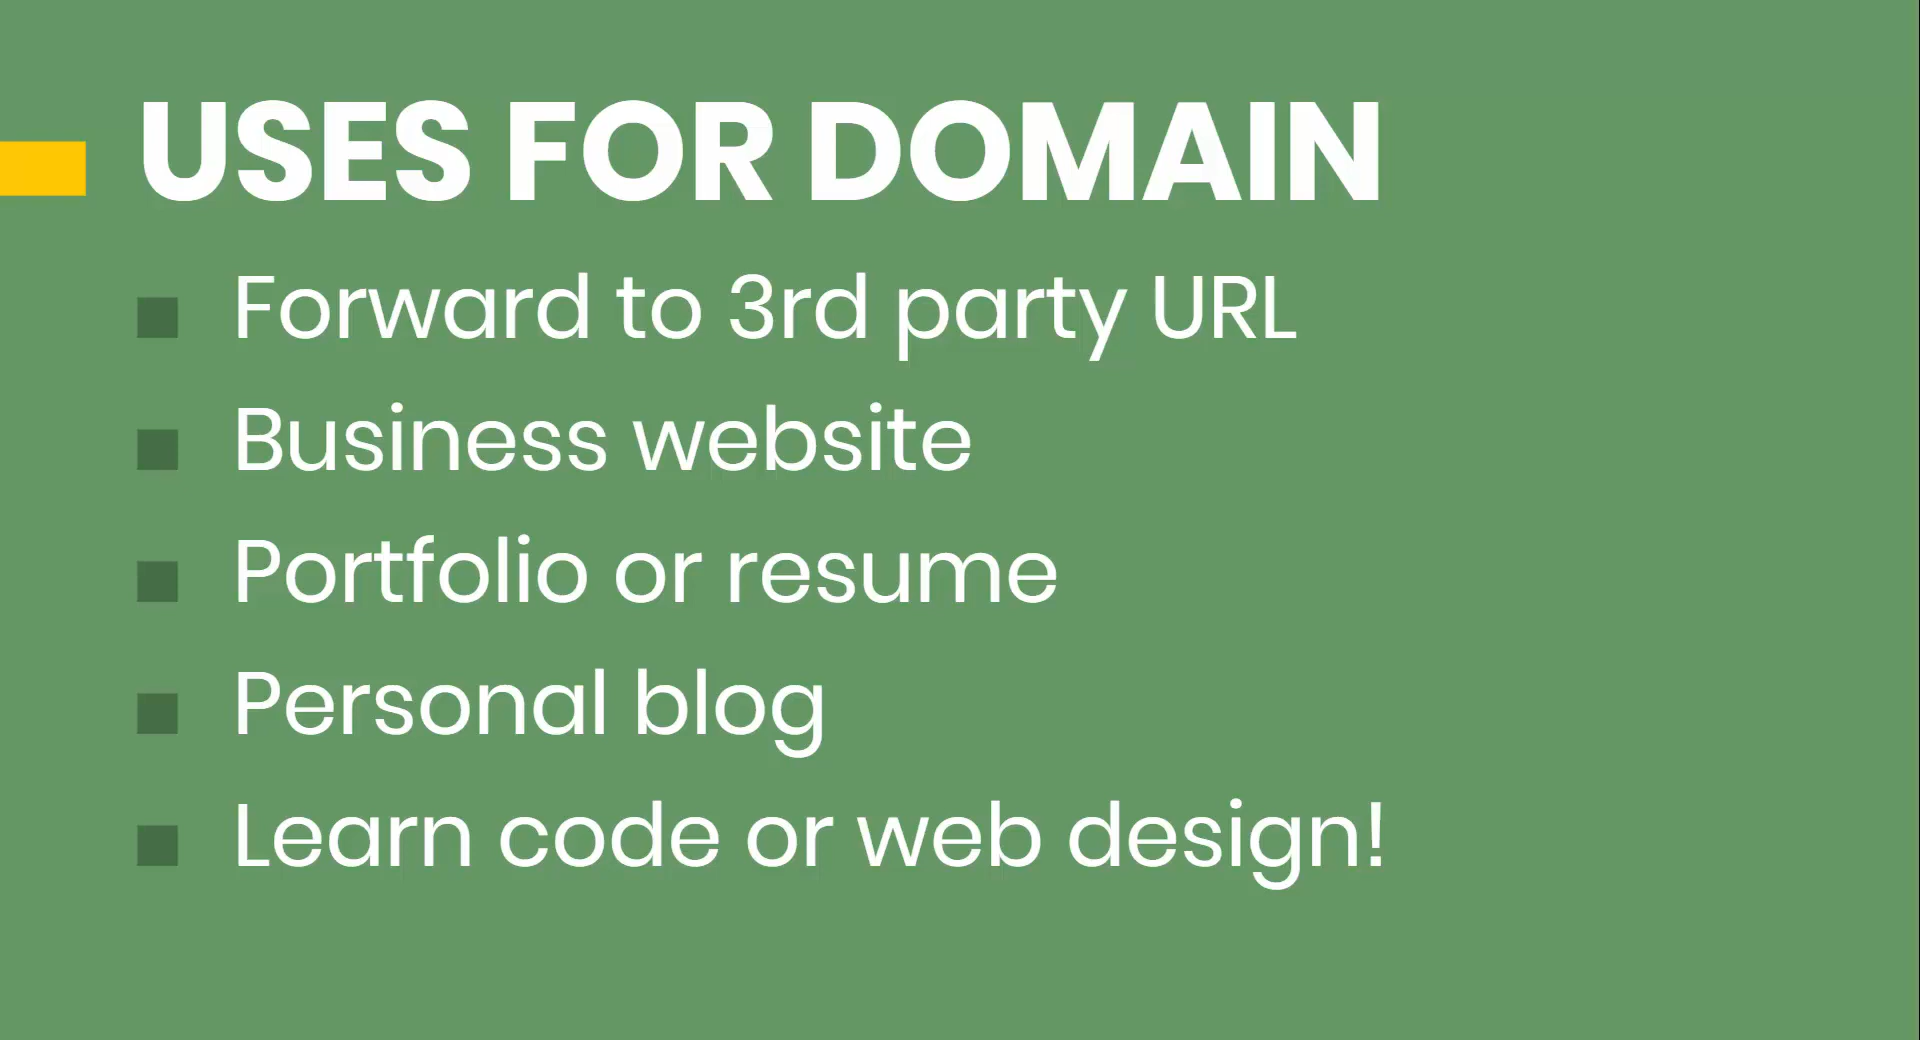 USES FOR DOMAIN
Forward to 3rd party URL
Business website
Portfolio or resume
Personal blog
Learn code or web design!